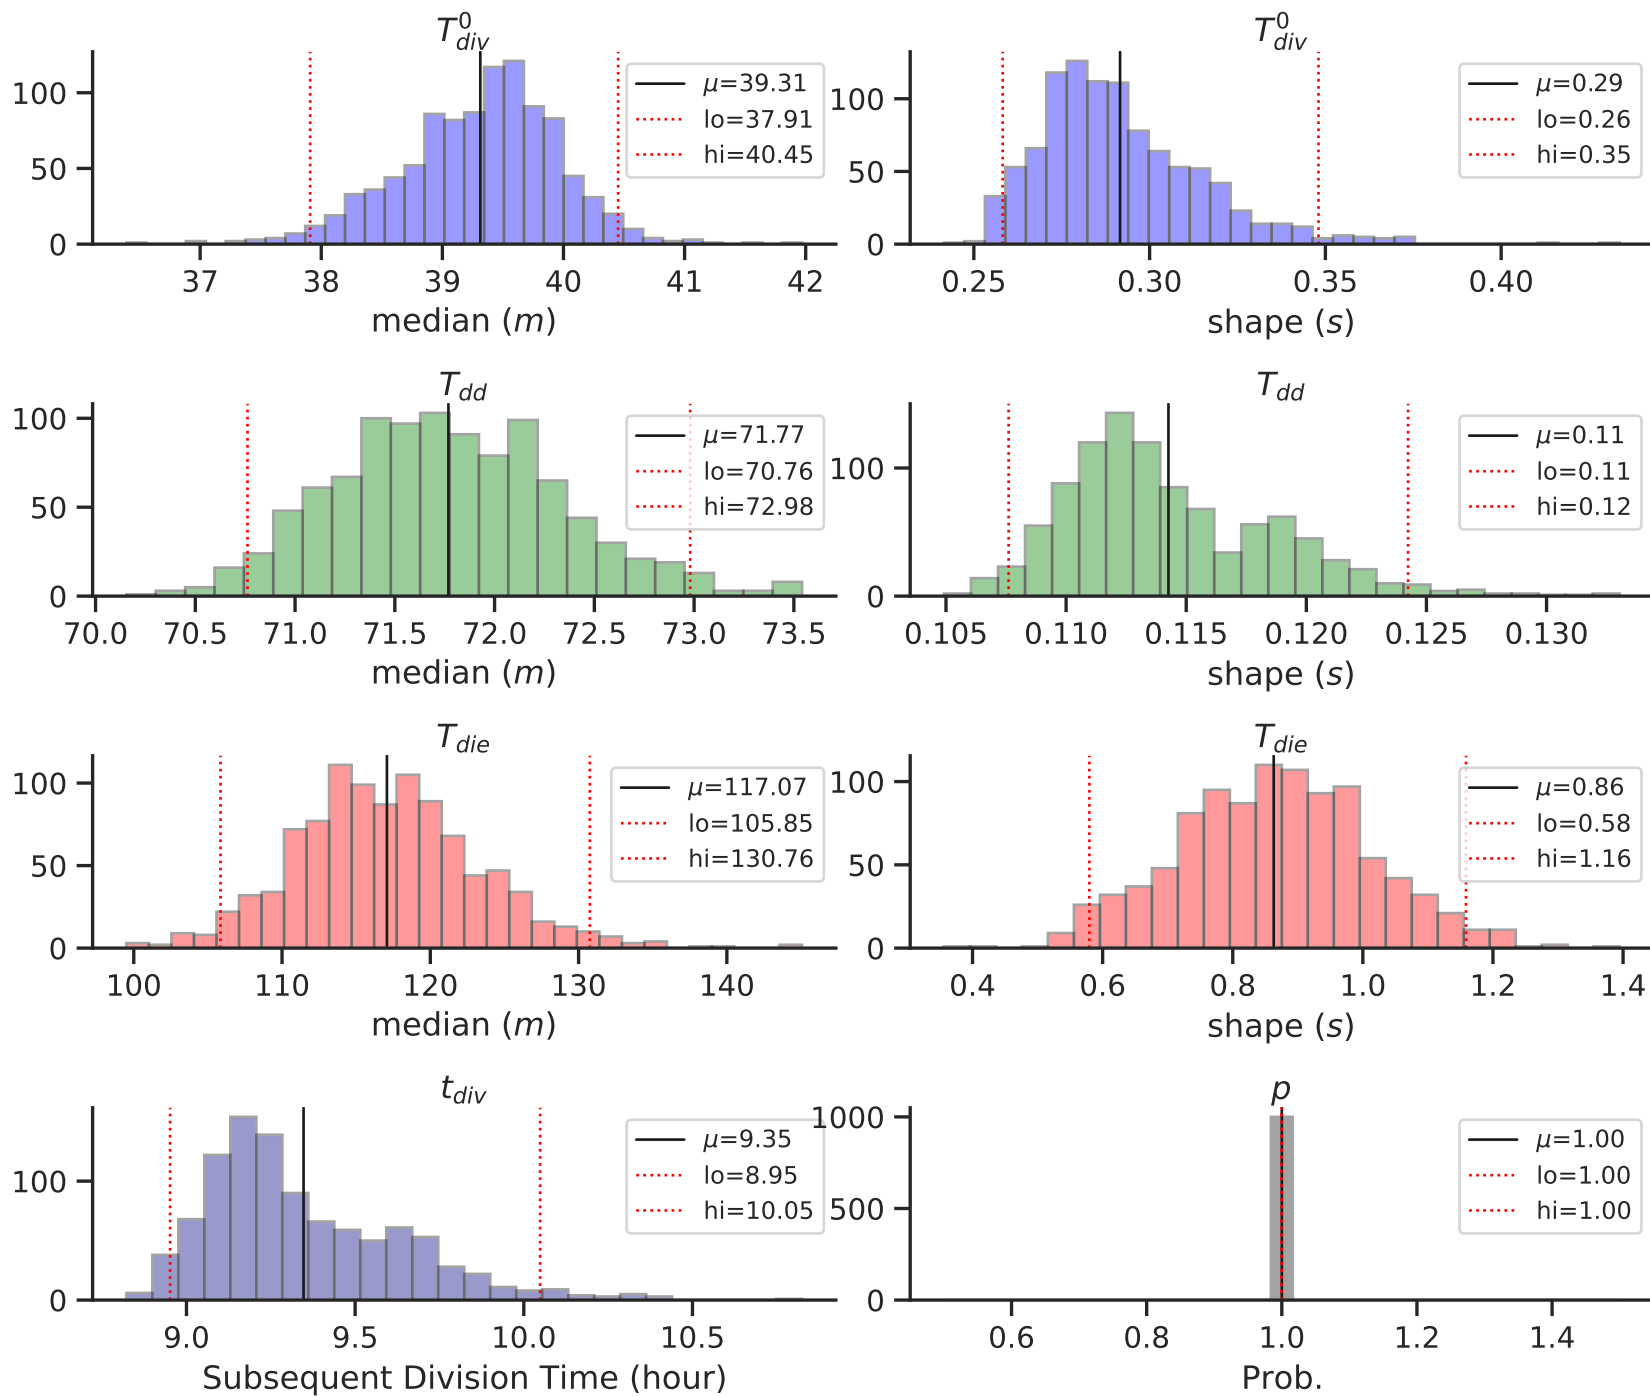 T⁰div
100
50
0
37 38 39 40 41 42
median (m)
μ=39.31
lo=37.91
hi=40.45
T⁰div
100
50
0
0.25 0.30 0.35 0.40
shape (s)
μ=0.29
lo=0.26
hi=0.35
Tdd
100
50
0
70.0 70.5 71.0 71.5 72.0 72.5 73.0 73.5
median (m)
μ=71.77
lo=70.76
hi=72.98
Tdd
100
0
0.105 0.110 0.115 0.120 0.125 0.130
shape (s)
μ=0.11
lo=0.11
hi=0.12
Tdie
100
50
0
100 110 120 130 140
median (m)
μ=117.07
lo=105.85
hi=130.76
Tdie
100
50
0
0.4 0.6 0.8 1.0 1.2 1.4
shape (s)
μ=0.86
lo=0.58
hi=1.16
tdiv
100
0
9.0 9.5 10.0 10.5
Subsequent Division Time (hour)
μ=9.35
lo=8.95
hi=10.05
p
1000
500
0
0.6 0.8 1.0 1.2 1.4
Prob.
μ=1.00
lo=1.00
hi=1.00